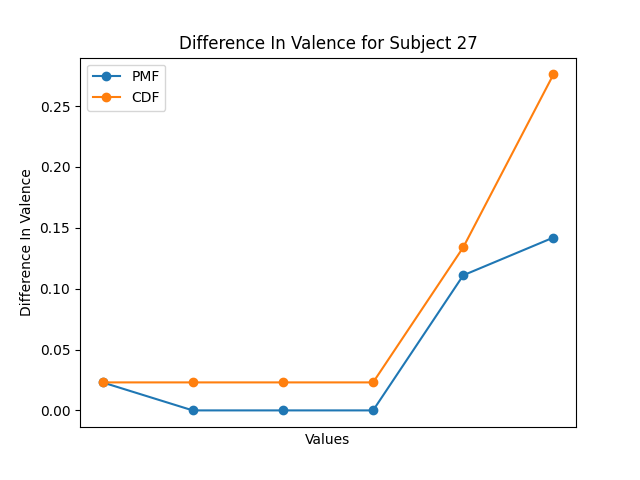 Difference In Valence for Subject 27
PMF
CDF
0.25
0.20
0.15
0.10
0.05
0.00
Difference In Valence
Values